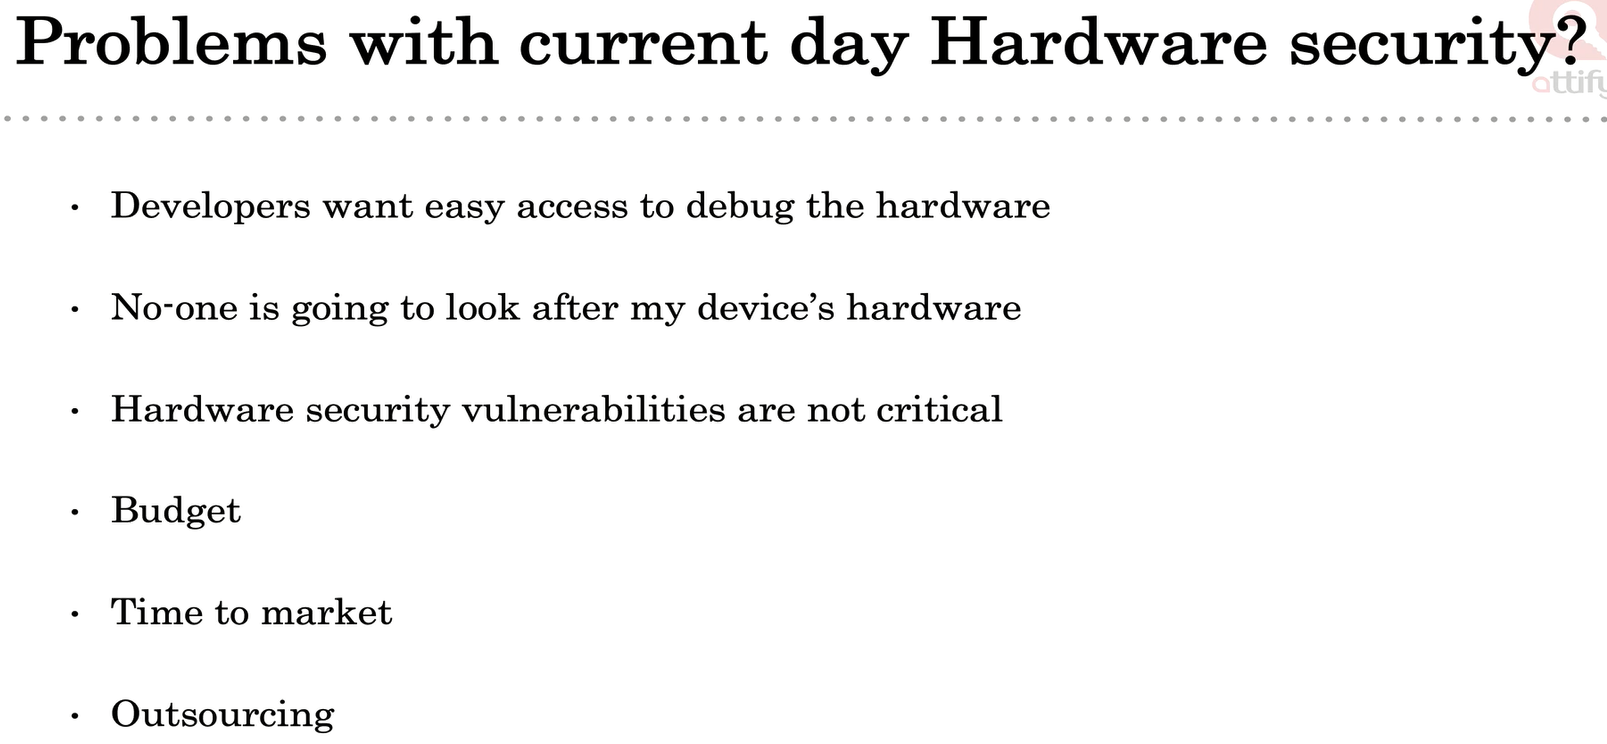 Problems with current day Hardware security?
attify
• Developers want easy access to debug the hardware
• No-one is going to look after my device’s hardware
• Hardware security vulnerabilities are not critical
• Budget
• Time to market
• Outsourcing